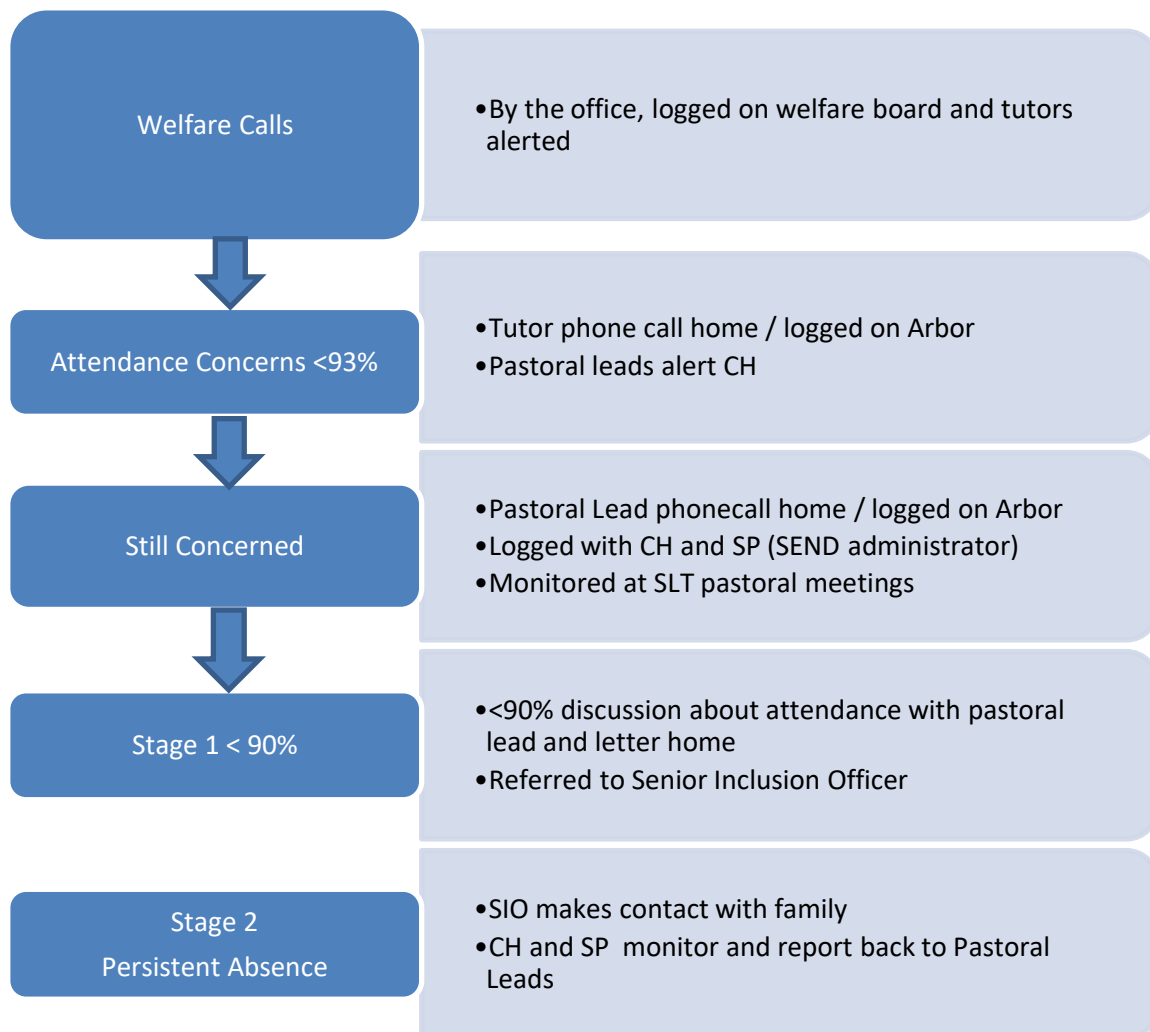 Welfare Calls
•By the office, logged on welfare board and tutors
alerted
Attendance Concerns <93%
•Tutor phone call home / logged on Arbor
•Pastoral leads alert CH
Still Concerned
•Pastoral Lead phonecall home / logged on Arbor
•Logged with CH and SP (SEND administrator)
•Monitored at SLT pastoral meetings
Stage 1 < 90%
•<90% discussion about attendance with pastoral
lead and letter home
•Referred to Senior Inclusion Officer
Stage 2
Persistent Absence
•SIO makes contact with family
•CH and SP  monitor and report back to Pastoral
Leads